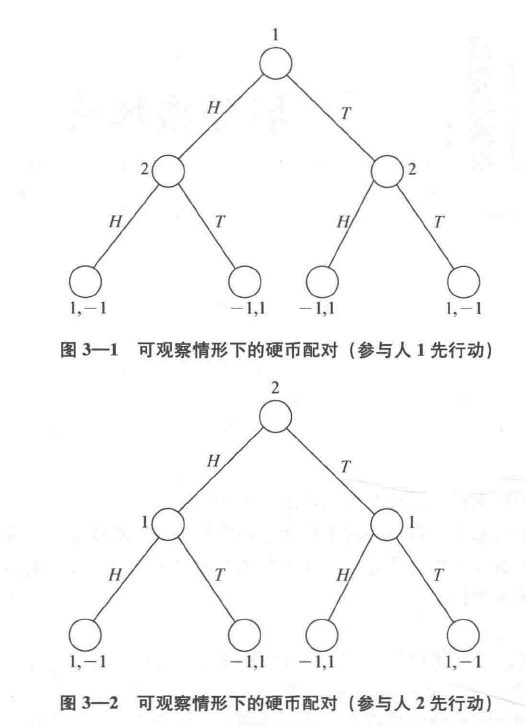 1
H T
2 2
H T H T
1,−1 −1,1 −1,1 1,−1
图 3—1 可观察情形下的硬币配对（参与人 1 先行动）
2
H T
1 1
H T H T
1,−1 −1,1 −1,1 1,−1
图 3—2 可观察情形下的硬币配对（参与人 2 先行动）